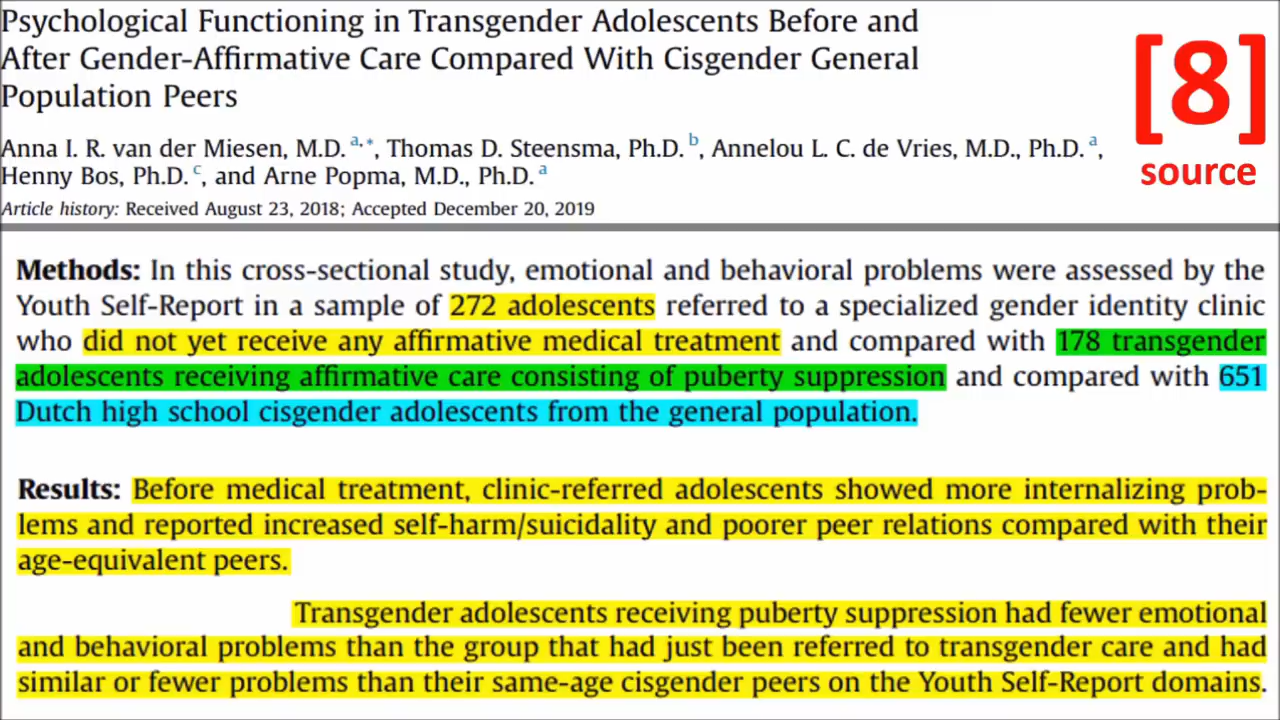 Psychological Functioning in Transgender Adolescents Before and
After Gender-Affirmative Care Compared With Cisgender General
Population Peers
[8]
source
Anna I. R. van der Miesen, M.D. a,*, Thomas D. Steensma, Ph.D. b, Annelou L. C. de Vries, M.D., Ph.D. a,
Henny Bos, Ph.D. c, and Arne Popma, M.D., Ph.D. a
Article history: Received August 23, 2018; Accepted December 20, 2019
Methods: In this cross-sectional study, emotional and behavioral problems were assessed by the
Youth Self-Report in a sample of 272 adolescents referred to a specialized gender identity clinic
who did not yet receive any affirmative medical treatment and compared with 178 transgender
adolescents receiving affirmative care consisting of puberty suppression and compared with 651
Dutch high school cisgender adolescents from the general population.
Results: Before medical treatment, clinic-referred adolescents showed more internalizing prob-
lems and reported increased self-harm/suicidality and poorer peer relations compared with their
age-equivalent peers.
Transgender adolescents receiving puberty suppression had fewer emotional
and behavioral problems than the group that had just been referred to transgender care and had
similar or fewer problems than their same-age cisgender peers on the Youth Self-Report domains.